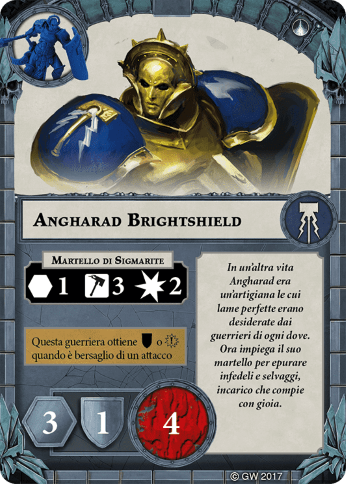 Angharad Brightshield
Martello di Sigmarite
1 3 2
Questa guerriera ottiene o
quando è bersaglio di un attacco
In un'altra vita
Angharad era
un'artigiana le cui
lame perfette erano
desiderate dai
guerrieri di ogni dove.
Ora impiega il suo
martello per epurare
infedeli e selvaggi,
incarico che compie
con gioia.
3 1 4
© GW 2017